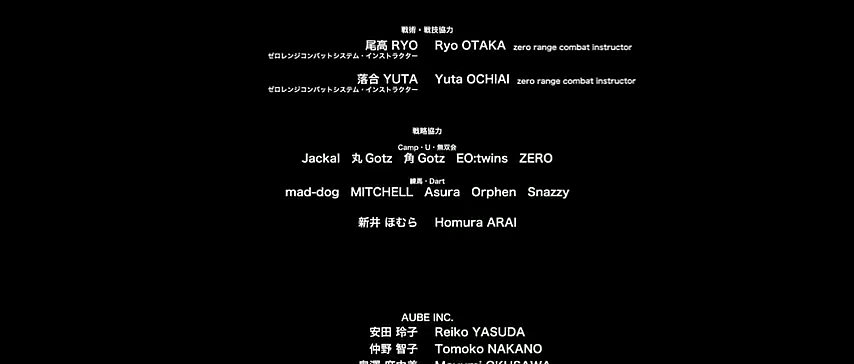 戦術・戦技協力
尾高 RYO Ryo OTAKA zero range combat instructor
ゼロレンジコンバットシステム・インストラクター
落合 YUTA Yuta OCHIAI zero range combat instructor
ゼロレンジコンバットシステム・インストラクター
戦略協力
Camp・U・無双会
Jackal 丸 Gotz 角 Gotz EO:twins ZERO
練馬・Dart
mad-dog MITCHELL Asura Orphen Snazzy
新井 ほむら Homura ARAI
AUBE INC.
安田 玲子 Reiko YASUDA
仲野 智子 Tomoko NAKANO